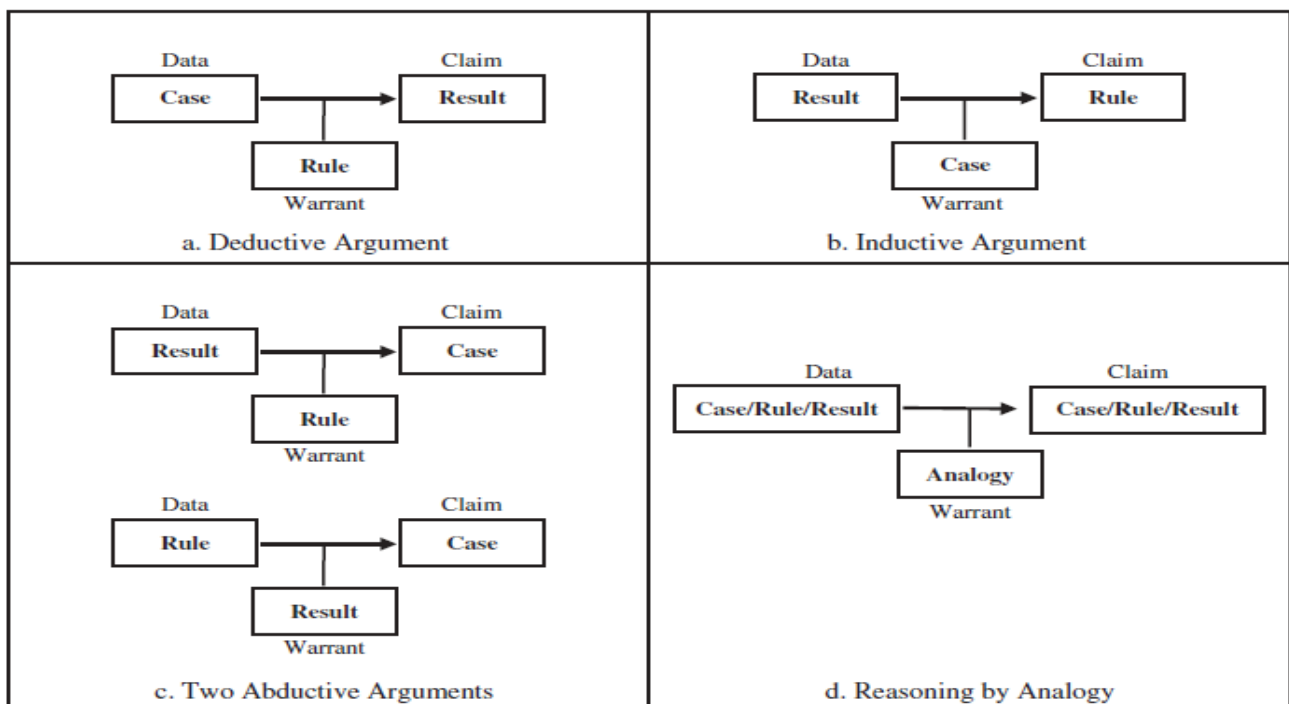 Data Claim
Case Result
Rule
Warrant
a. Deductive Argument
Data Claim
Result Rule
Case
Warrant
b. Inductive Argument
Data Claim
Result Case
Rule
Warrant
Data Claim
Rule Case
Result
Warrant
c. Two Abductive Arguments
Data Claim
Case/Rule/Result Case/Rule/Result
Analogy
Warrant
d. Reasoning by Analogy